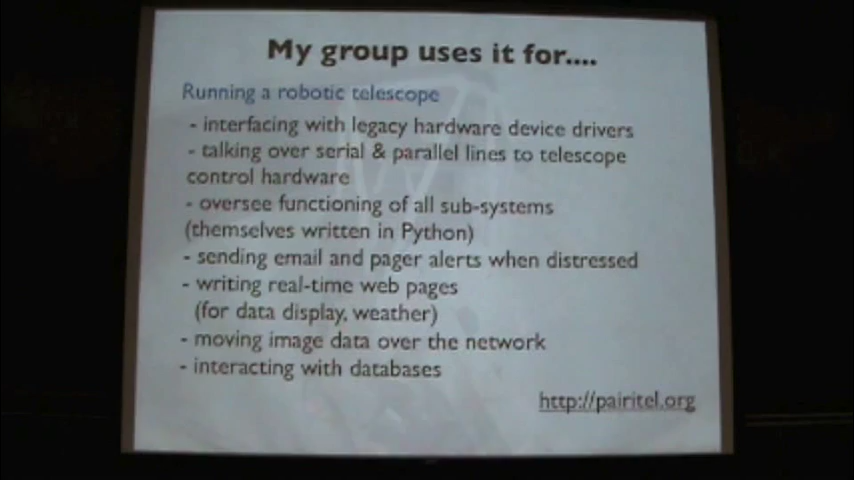 My group uses it for....
Running a robotic telescope
- interfacing with legacy hardware device drivers
- talking over serial & parallel lines to telescope
control hardware
- oversee functioning of all sub-systems
(themselves written in Python)
- sending email and pager alerts when distressed
- writing real-time web pages
(for data display, weather)
- moving image data over the network
- interacting with databases
http://pairitel.org